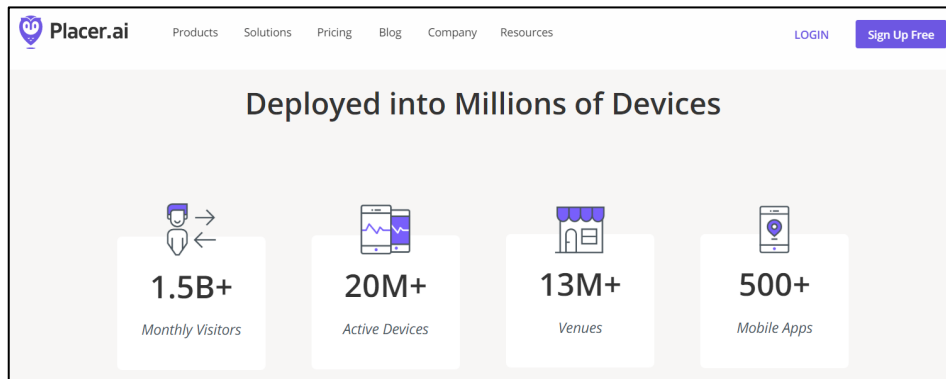 Placer.ai Products Solutions Pricing Blog Company Resources LOGIN Sign Up Free
Deployed into Millions of Devices
1.5B+ 20M+ 13M+ 500+
Monthly Visitors Active Devices Venues Mobile Apps